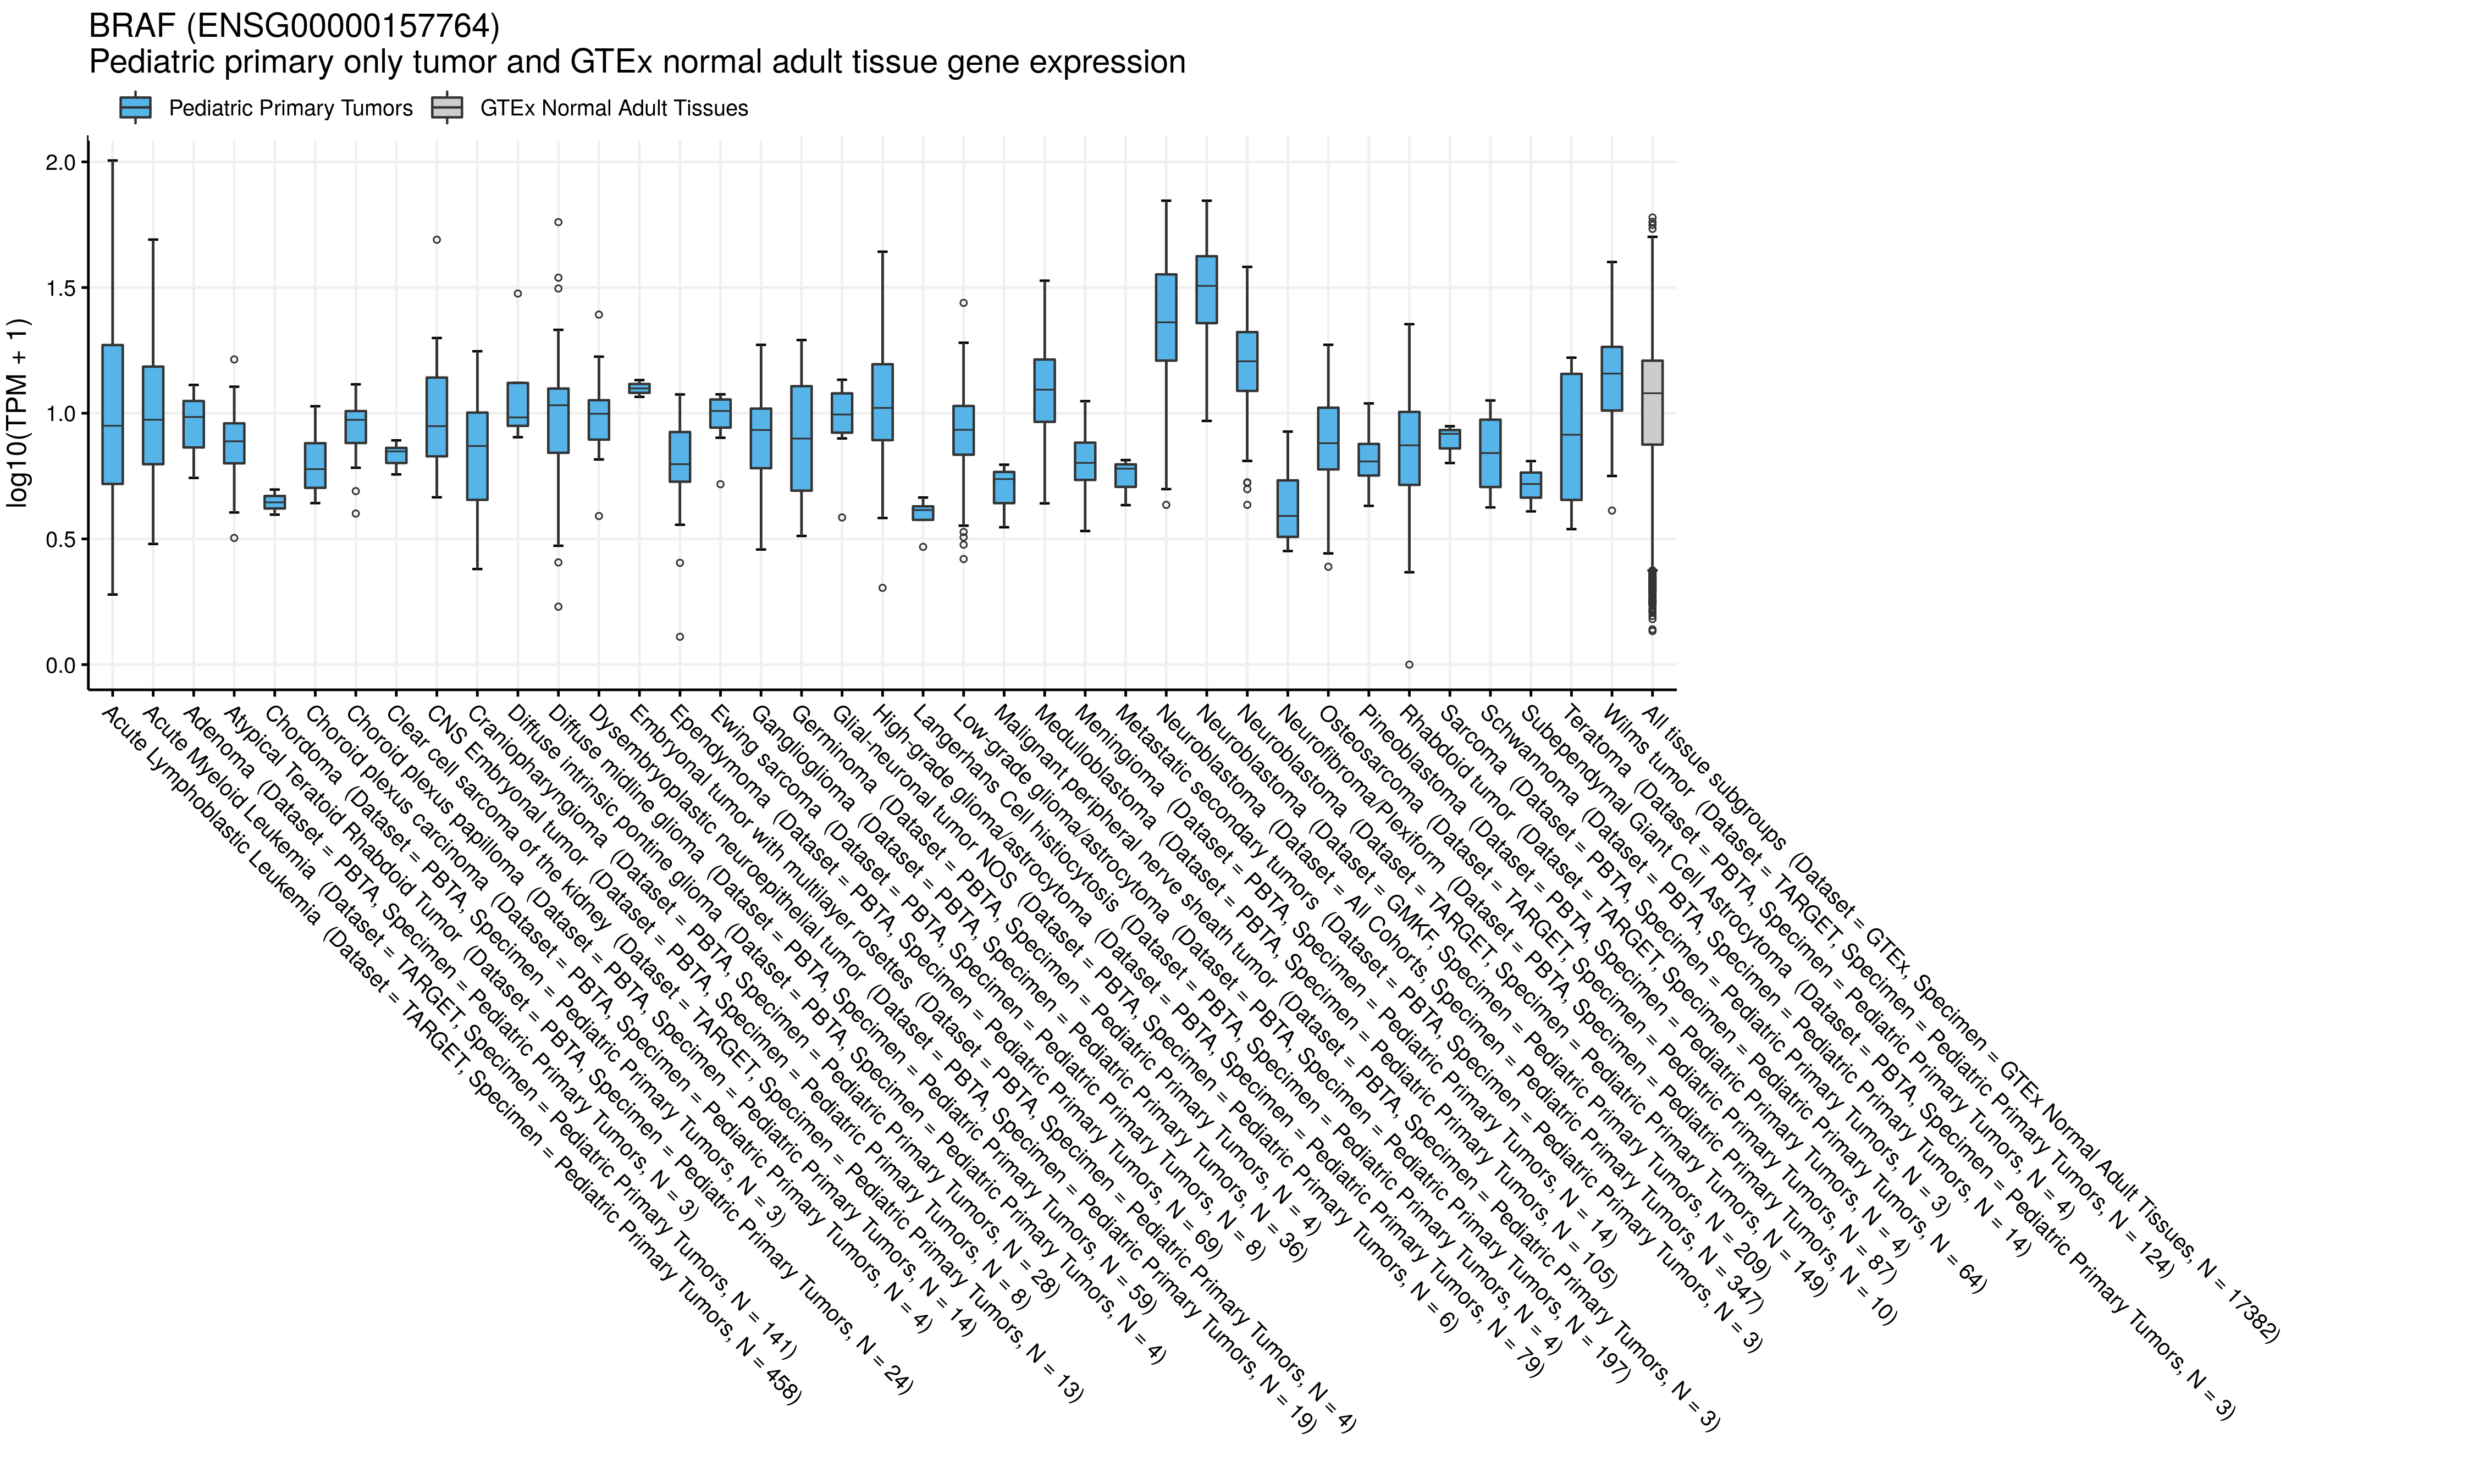 BRAF (ENSG00000157764)
Pediatric primary only tumor and GTEx normal adult tissue gene expression
Pediatric Primary Tumors
GTEx Normal Adult Tissues
log10(TPM + 1)
2.0
1.5
1.0
0.5
0.0
Acute Lymphoblastic Leukemia (Dataset = TARGET, Specimen = Pediatric Primary Tumors, N = 458)
Acute Myeloid Leukemia (Dataset = TARGET, Specimen = Pediatric Primary Tumors, N = 141)
Adenoma (Dataset = PBTA, Specimen = Pediatric Primary Tumors, N = 3)
Atypical Teratoid Rhabdoid Tumor (Dataset = PBTA, Specimen = Pediatric Primary Tumors, N = 24)
Chordoma (Dataset = PBTA, Specimen = Pediatric Primary Tumors, N = 3)
Choroid plexus carcinoma (Dataset = PBTA, Specimen = Pediatric Primary Tumors, N = 4)
Choroid plexus papilloma (Dataset = PBTA, Specimen = Pediatric Primary Tumors, N = 14)
Clear cell sarcoma of the kidney (Dataset = TARGET, Specimen = Pediatric Primary Tumors, N = 13)
CNS Embryonal tumor (Dataset = PBTA, Specimen = Pediatric Primary Tumors, N = 8)
Craniopharyngioma (Dataset = PBTA, Specimen = Pediatric Primary Tumors, N = 28)
Diffuse intrinsic pontine glioma (Dataset = PBTA, Specimen = Pediatric Primary Tumors, N = 4)
Diffuse midline glioma (Dataset = PBTA, Specimen = Pediatric Primary Tumors, N = 59)
Dysembryoplastic neuroepithelial tumor (Dataset = PBTA, Specimen = Pediatric Primary Tumors, N = 19)
Embryonal tumor with multilayer rosettes (Dataset = PBTA, Specimen = Pediatric Primary Tumors, N = 4)
Ependymoma (Dataset = PBTA, Specimen = Pediatric Primary Tumors, N = 69)
Ewing sarcoma (Dataset = PBTA, Specimen = Pediatric Primary Tumors, N = 8)
Ganglioglioma (Dataset = PBTA, Specimen = Pediatric Primary Tumors, N = 36)
Germinoma (Dataset = PBTA, Specimen = Pediatric Primary Tumors, N = 4)
Glial-neuronal tumor NOS (Dataset = PBTA, Specimen = Pediatric Primary Tumors, N = 6)
High-grade glioma/astrocytoma (Dataset = PBTA, Specimen = Pediatric Primary Tumors, N = 79)
Langerhans Cell histiocytosis (Dataset = PBTA, Specimen = Pediatric Primary Tumors, N = 4)
Low-grade glioma/astrocytoma (Dataset = PBTA, Specimen = Pediatric Primary Tumors, N = 197)
Malignant peripheral nerve sheath tumor (Dataset = PBTA, Specimen = Pediatric Primary Tumors, N = 3)
Medulloblastoma (Dataset = PBTA, Specimen = Pediatric Primary Tumors, N = 105)
Meningioma (Dataset = PBTA, Specimen = Pediatric Primary Tumors, N = 14)
Metastatic secondary tumors (Dataset = PBTA, Specimen = Pediatric Primary Tumors, N = 3)
Neuroblastoma (Dataset = All Cohorts, Specimen = Pediatric Primary Tumors, N = 347)
Neuroblastoma (Dataset = GMKF, Specimen = Pediatric Primary Tumors, N = 209)
Neuroblastoma (Dataset = TARGET, Specimen = Pediatric Primary Tumors, N = 149)
Neurofibroma/Plexiform (Dataset = PBTA, Specimen = Pediatric Primary Tumors, N = 10)
Osteosarcoma (Dataset = TARGET, Specimen = Pediatric Primary Tumors, N = 87)
Pineoblastoma (Dataset = PBTA, Specimen = Pediatric Primary Tumors, N = 4)
Rhabdoid tumor (Dataset = TARGET, Specimen = Pediatric Primary Tumors, N = 64)
Sarcoma (Dataset = PBTA, Specimen = Pediatric Primary Tumors, N = 3)
Schwannoma (Dataset = PBTA, Specimen = Pediatric Primary Tumors, N = 14)
Subependymal Giant Cell Astrocytoma (Dataset = PBTA, Specimen = Pediatric Primary Tumors, N = 3)
Teratoma (Dataset = PBTA, Specimen = Pediatric Primary Tumors, N = 4)
Wilms tumor (Dataset = TARGET, Specimen = Pediatric Primary Tumors, N = 124)
All tissue subgroups (Dataset = GTEx, Specimen = GTEx Normal Adult Tissues, N = 17382)